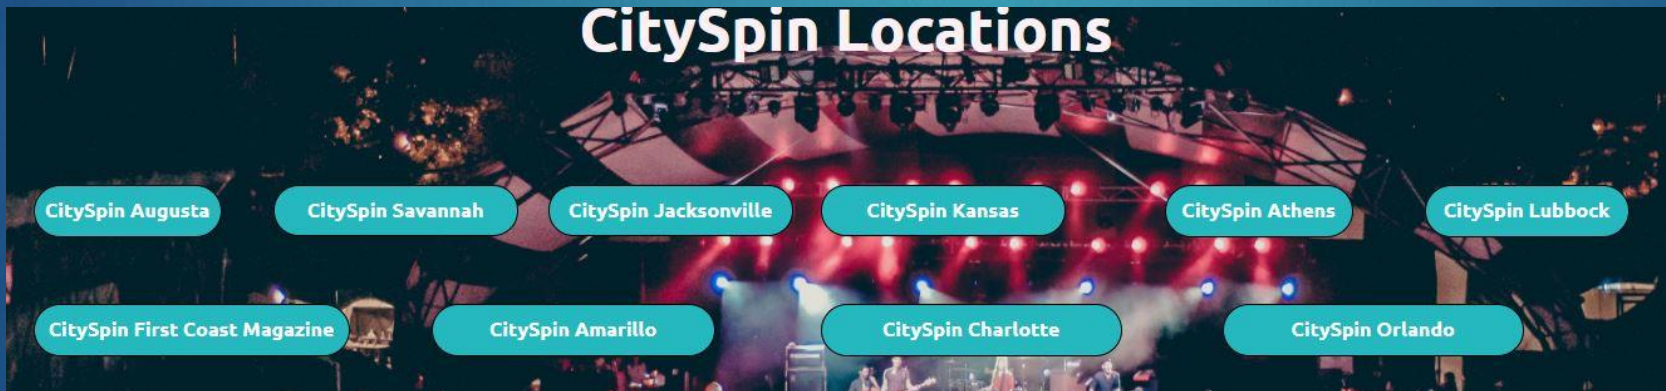 CitySpin Locations
CitySpin Augusta
CitySpin Savannah
CitySpin Jacksonville
CitySpin Kansas
CitySpin Athens
CitySpin Lubbock
CitySpin First Coast Magazine
CitySpin Amarillo
CitySpin Charlotte
CitySpin Orlando